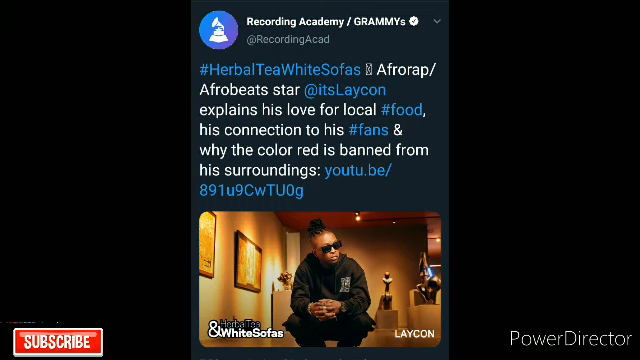 Recording Academy / GRAMMYs
@RecordingAcad
#HerbalTeaWhiteSofas Afrorap/
Afrobeats star @itsLaycon
explains his love for local #food,
his connection to his #fans &
why the color red is banned from
his surroundings: youtu.be/
891u9CwTU0g
HerbalTea
&WhiteSofas
LAYCON
SUBSCRIBE
PowerDirector